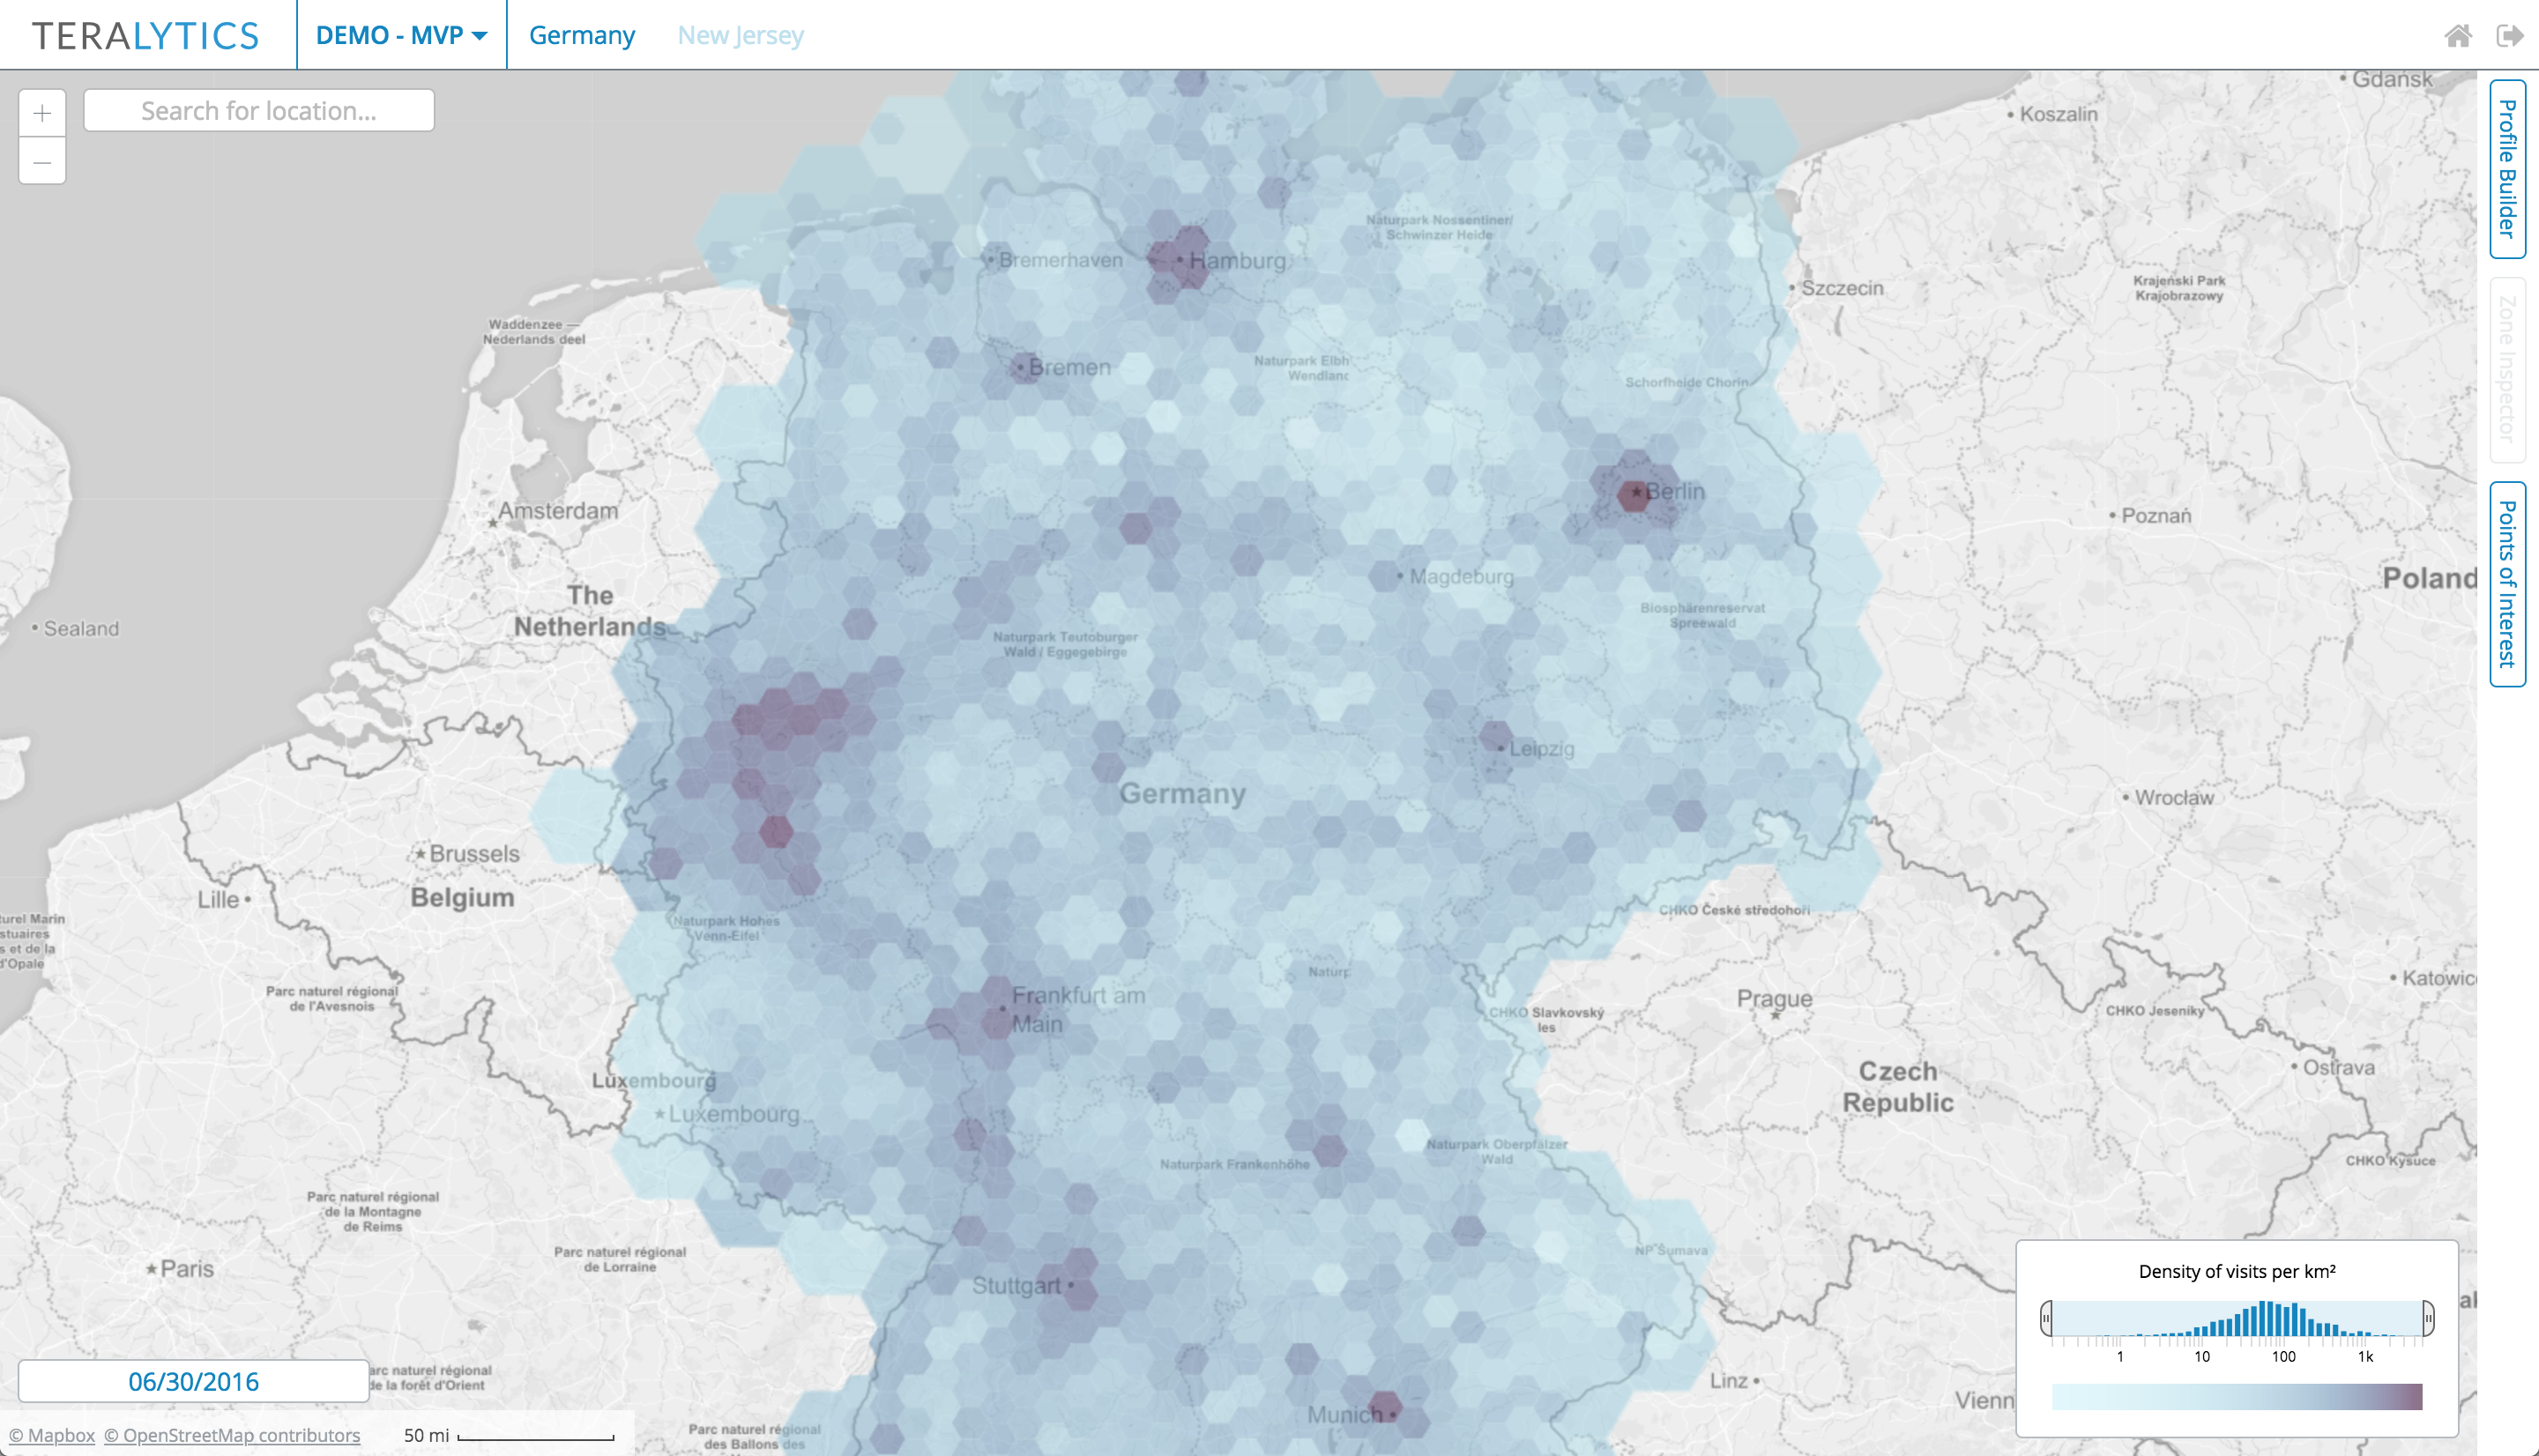 TERALYTICS
DEMO - MVP
Germany
New Jersey
Search for location...
Profile Builder
Zone Inspector
Points of Interest
Gdańsk
Koszalin
Naturpark Nossentiner/
Schwinzer Heide
Bremerhaven
Hamburg
Szczecin
Krajeński Park
Krajobrazowy
Waddenzee —
Nederlands deel
Bremen
Naturpark Elbh
Wendland
Schorfheide Chorin
Berlin
Amsterdam
Poznań
Magdeburg
Poland
The
Netherlands
Biosphärenreservat
Spreewald
Sealand
Naturpark Teutoburger
Wald / Eggegebirge
Leipzig
Germany
Wrocław
Brussels
Belgium
Lille
urel Marin
stuaires
s et de la
d'Opale
Naturpark Hohes
Venn-Eifel
CHKO České středohoří
Naturp
Katowic
Parc naturel régional
de l'Avesnois
Frankfurt am
Main
CHKO Slavkovský
les
Prague
CHKO Jeseníky
Ostrava
Luxembourg
Luxembourg
Czech
Republic
Naturpark Oberpfälzer
Wald
Naturpark Frankenhöhe
CHKO Kysuce
Parc naturel régional
de la Montagne
de Reims
Parc naturel régional
de Lorraine
NP Šumava
Paris
Stuttgart
Density of visits per km²
1
10
100
1k
06/30/2016
arc naturel régional
de la forêt d'Orient
Linz
Vienn
Munich
Parc naturel régional
des Ballons des
© Mapbox © OpenStreetMap contributors
50 mi